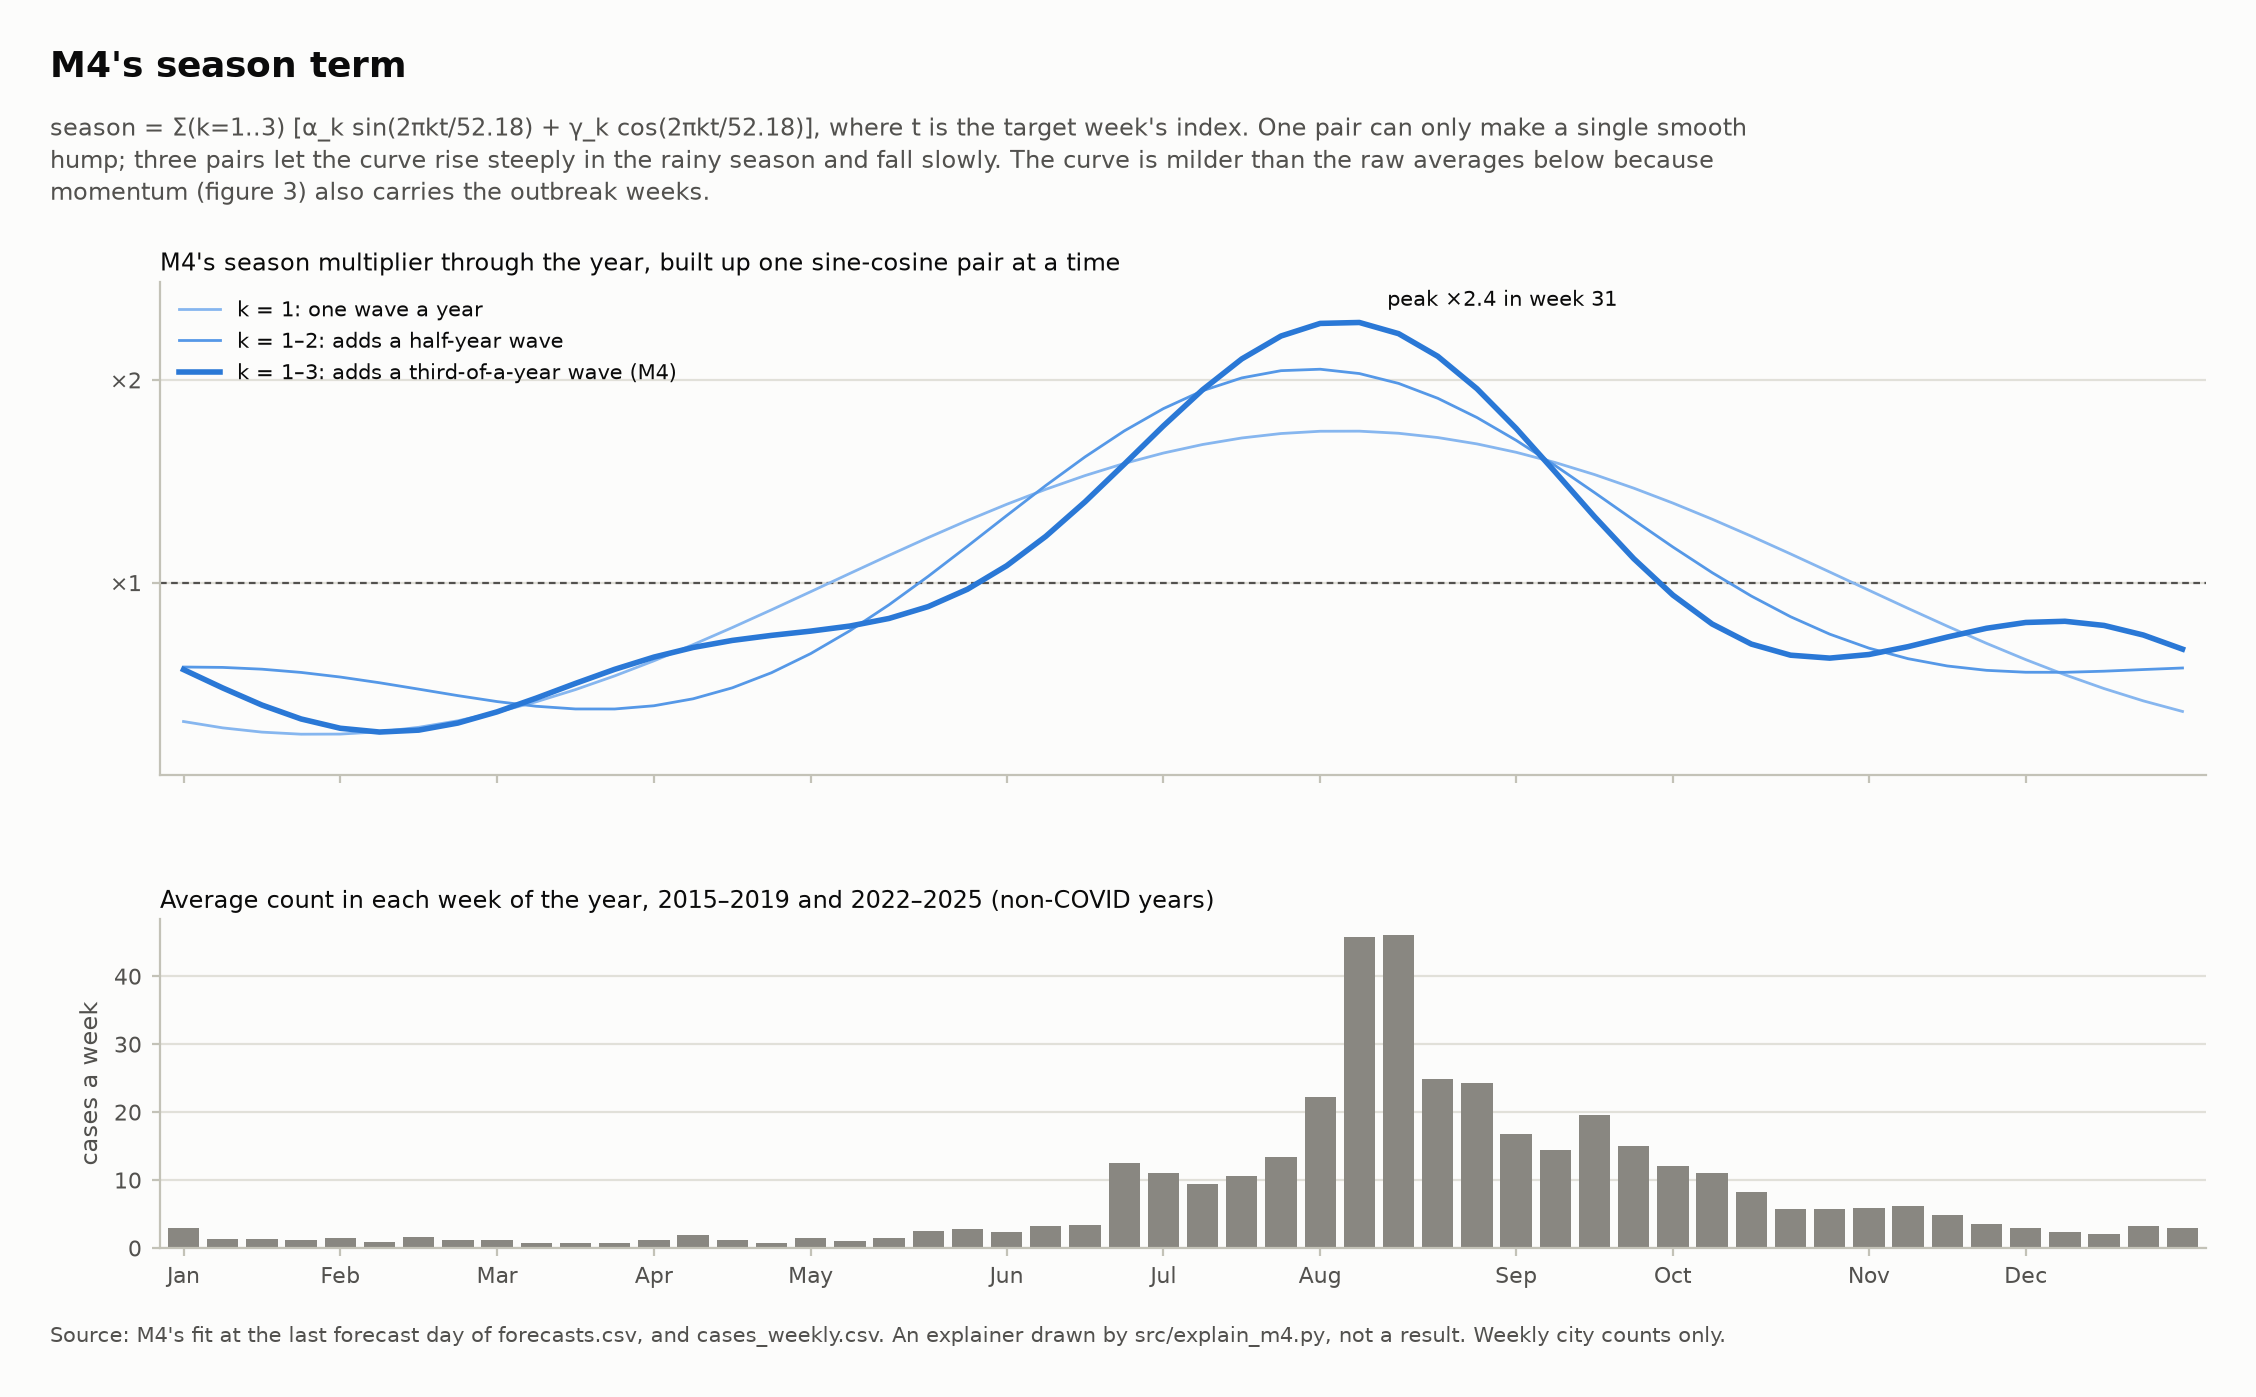 M4's season term
season = Σ(k=1..3) [α_k sin(2πkt/52.18) + γ_k cos(2πkt/52.18)], where t is the target week's index. One pair can only make a single smooth
hump; three pairs let the curve rise steeply in the rainy season and fall slowly. The curve is milder than the raw averages below because
momentum (figure 3) also carries the outbreak weeks.
M4's season multiplier through the year, built up one sine-cosine pair at a time
k = 1: one wave a year
k = 1–2: adds a half-year wave
k = 1–3: adds a third-of-a-year wave (M4)
peak ×2.4 in week 31
×2
×1
Average count in each week of the year, 2015–2019 and 2022–2025 (non-COVID years)
cases a week
40
30
20
10
0
Jan Feb Mar Apr May Jun Jul Aug Sep Oct Nov Dec
Source: M4's fit at the last forecast day of forecasts.csv, and cases_weekly.csv. An explainer drawn by src/explain_m4.py, not a result. Weekly city counts only.